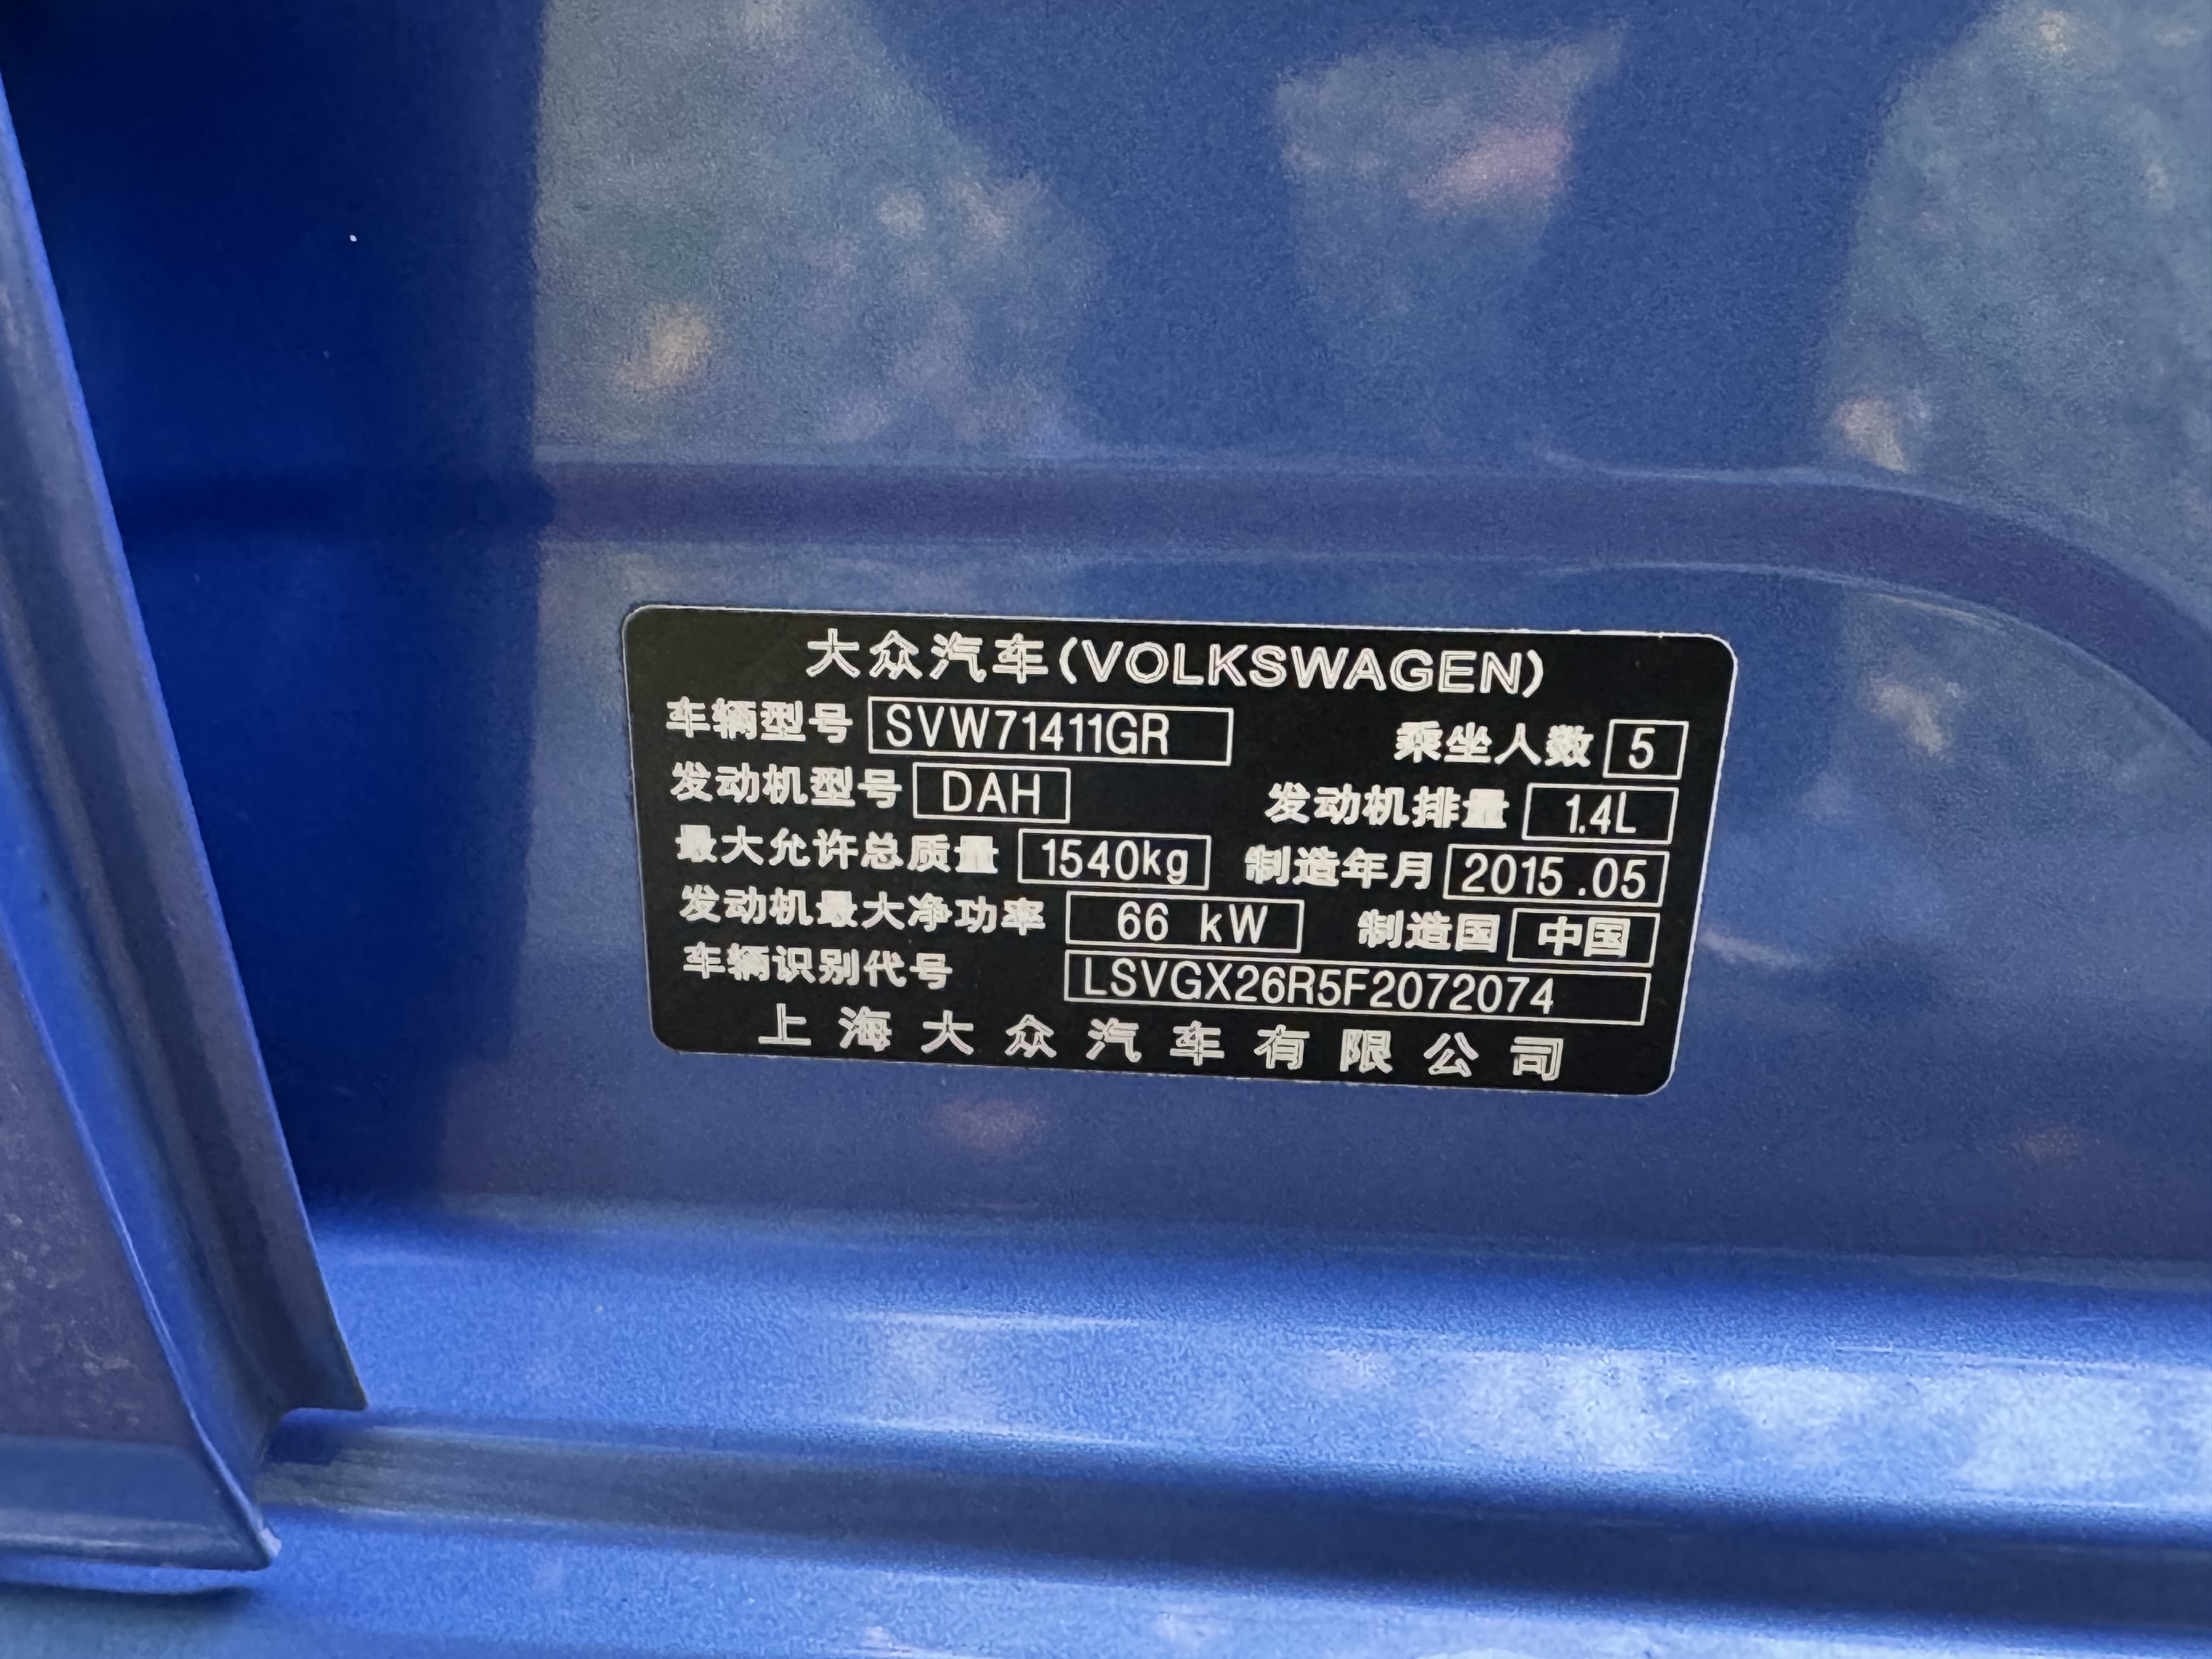 大众汽车(VOLKSWAGEN)
车辆型号 SVW71411GR 乘坐人数 5
发动机型号 DAH 发动机排量 1.4L
最大允许总质量 1540kg 制造年月 2015.05
发动机最大净功率 66 kW 制造国 中国
车辆识别代号 LSVGX26R5F2072074
上海大众汽车有限公司